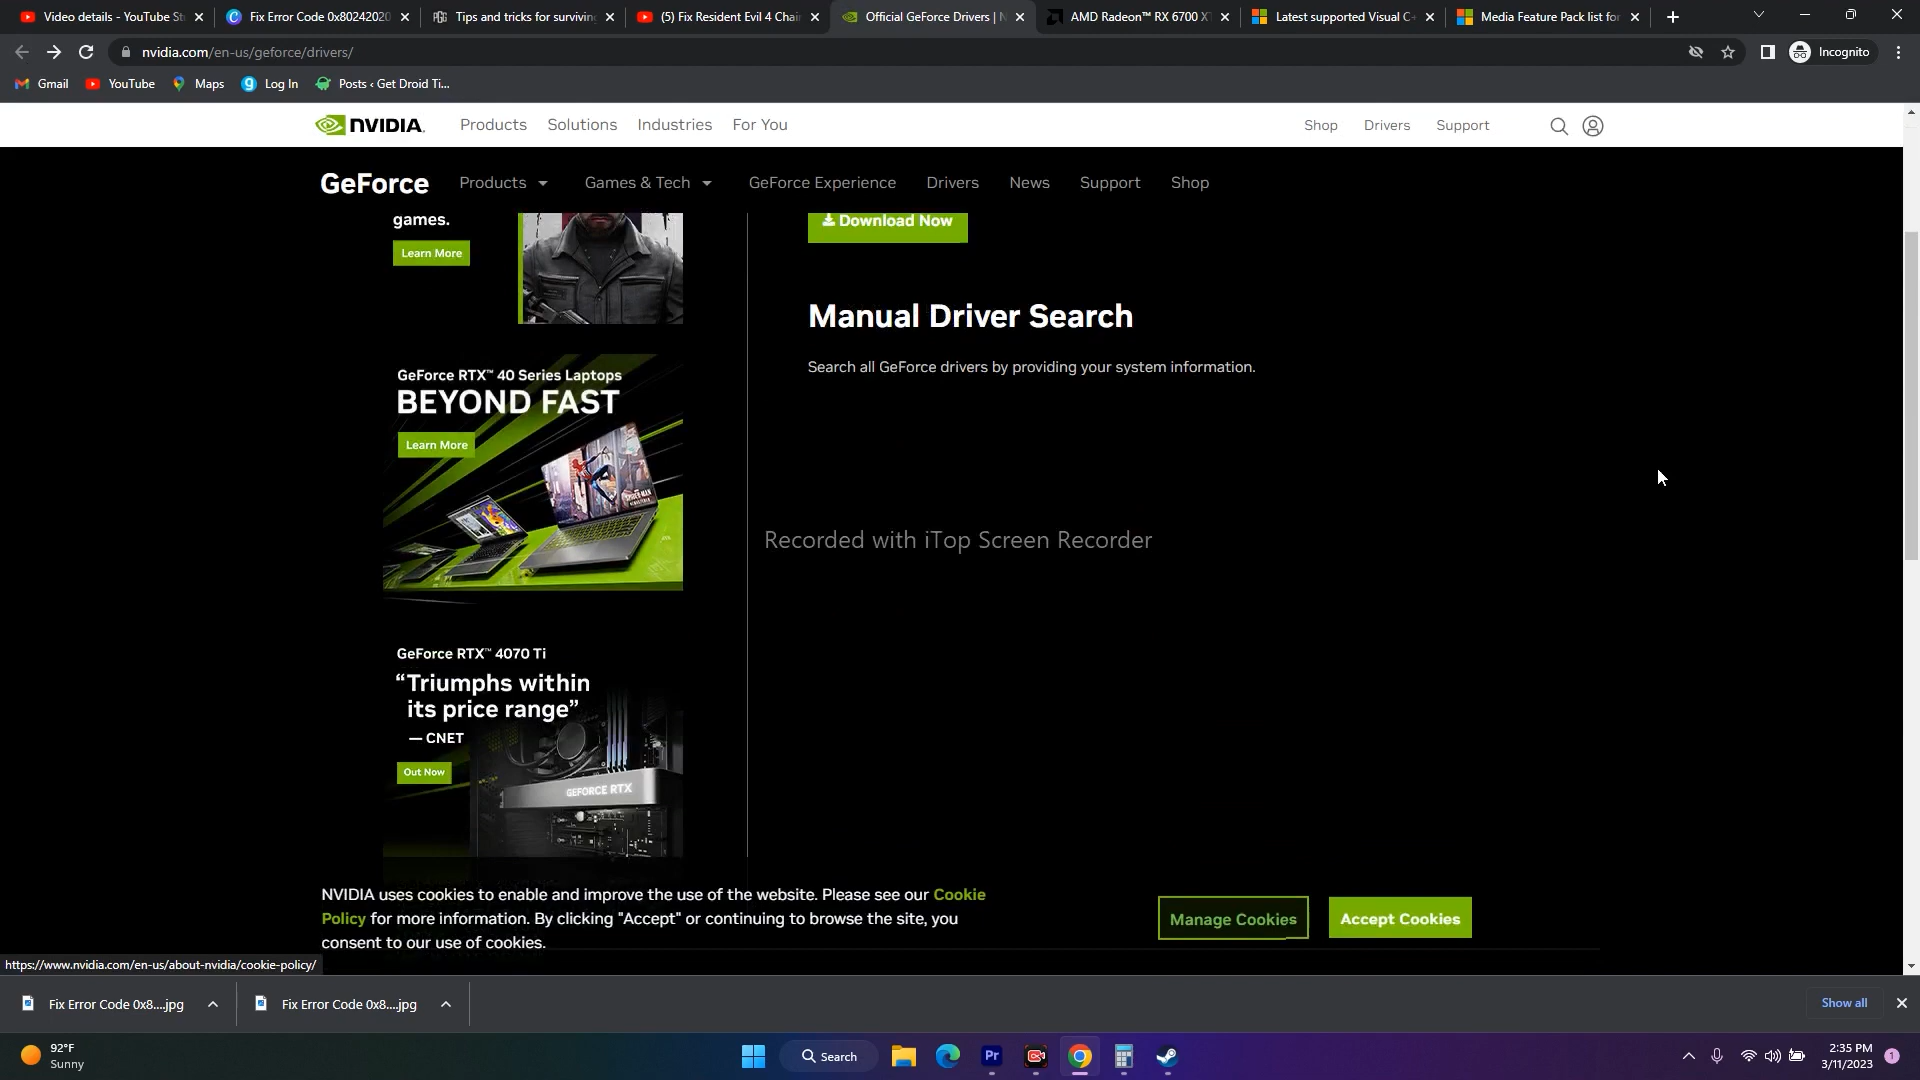 Video details - YouTube St
Fix Error Code 0x80242020
Tips and tricks for surviving
(5) Fix Resident Evil 4 Chain
Official GeForce Drivers | N
AMD Radeon™ RX 6700 XT
Latest supported Visual C+
Media Feature Pack list for
nvidia.com/en-us/geforce/drivers/
Incognito
Gmail
YouTube
Maps
Log In
Posts ‹ Get Droid Ti...
NVIDIA.
Products
Solutions
Industries
For You
Shop
Drivers
Support
GeForce
Products
Games & Tech
GeForce Experience
Drivers
News
Support
Shop
games.
Learn More
Download Now
Manual Driver Search
Search all GeForce drivers by providing your system information.
GeForce RTX™ 40 Series Laptops
BEYOND FAST
Learn More
Recorded with iTop Screen Recorder
GeForce RTX™ 4070 Ti
“Triumphs within
its price range”
— CNET
Out Now
GEFORCE RTX
NVIDIA uses cookies to enable and improve the use of the website. Please see our Cookie
Policy for more information. By clicking "Accept" or continuing to browse the site, you
consent to our use of cookies.
Manage Cookies
Accept Cookies
https://www.nvidia.com/en-us/about-nvidia/cookie-policy/
Fix Error Code 0x8....jpg
Fix Error Code 0x8....jpg
Show all
92°F
Sunny
Search
Pr
2:35 PM
3/11/2023
1